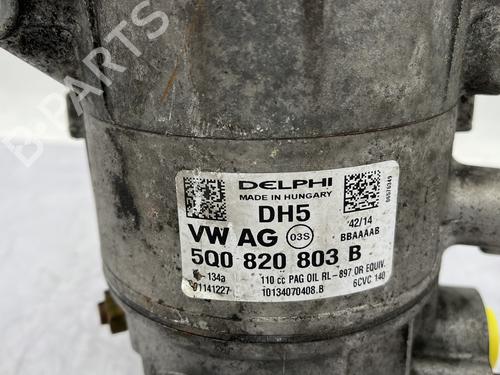 B-PARTS
DELPHI
MADE IN HUNGARY
DH5
42/14
VW AG 03S BBAAAAB
5Q0 820 803 B
-134a 110 cc PAG OIL RL-897 OR EQUIV.
01141227 10134070408.B 6CVC 140